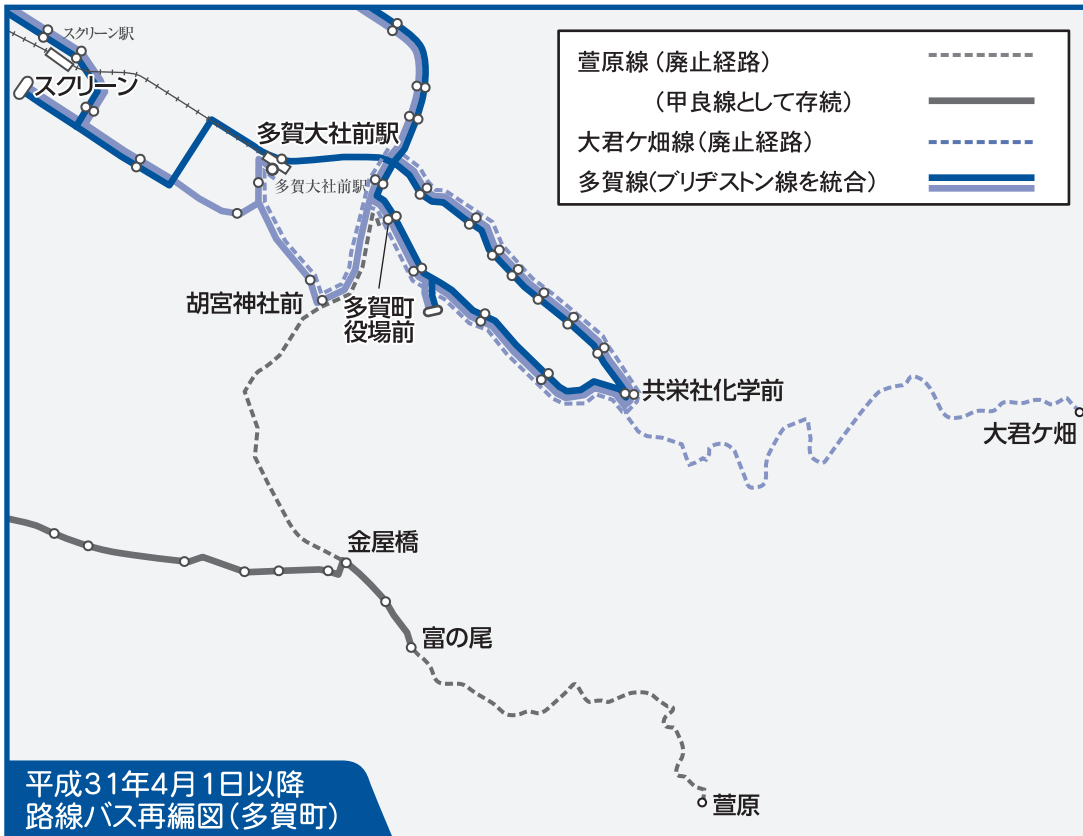 スクリーン駅
スクリーン
多賀大社前駅
多賀大社前駅
萱原線(廃止経路)
(甲良線として存続)
大君ケ畑線(廃止経路)
多賀線(ブリヂストン線を統合)
胡宮神社前
多賀町
役場前
共栄社化学前
大君ケ畑
金屋橋
富の尾
萱原
平成31年4月1日以降
路線バス再編図(多賀町)